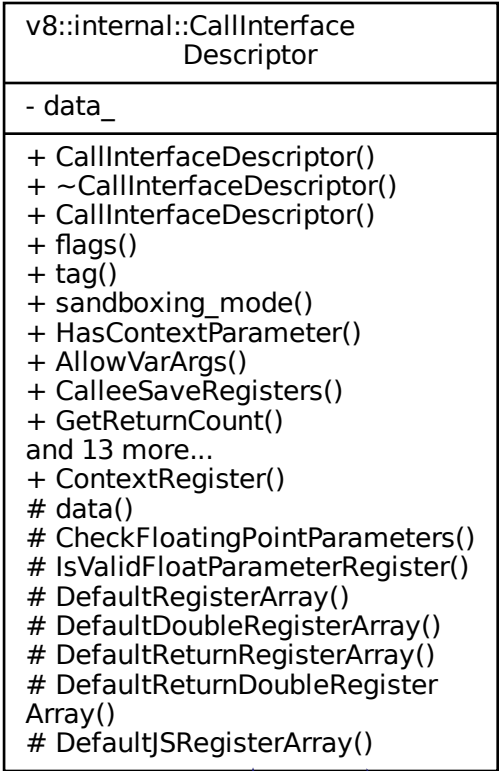 v8::internal::CallInterface
Descriptor
- data_
+ CallInterfaceDescriptor()
+ ~CallInterfaceDescriptor()
+ CallInterfaceDescriptor()
+ flags()
+ tag()
+ sandboxing_mode()
+ HasContextParameter()
+ AllowVarArgs()
+ CalleeSaveRegisters()
+ GetReturnCount()
and 13 more...
+ ContextRegister()
# data()
# CheckFloatingPointParameters()
# IsValidFloatParameterRegister()
# DefaultRegisterArray()
# DefaultDoubleRegisterArray()
# DefaultReturnRegisterArray()
# DefaultReturnDoubleRegister
Array()
# DefaultJSRegisterArray()